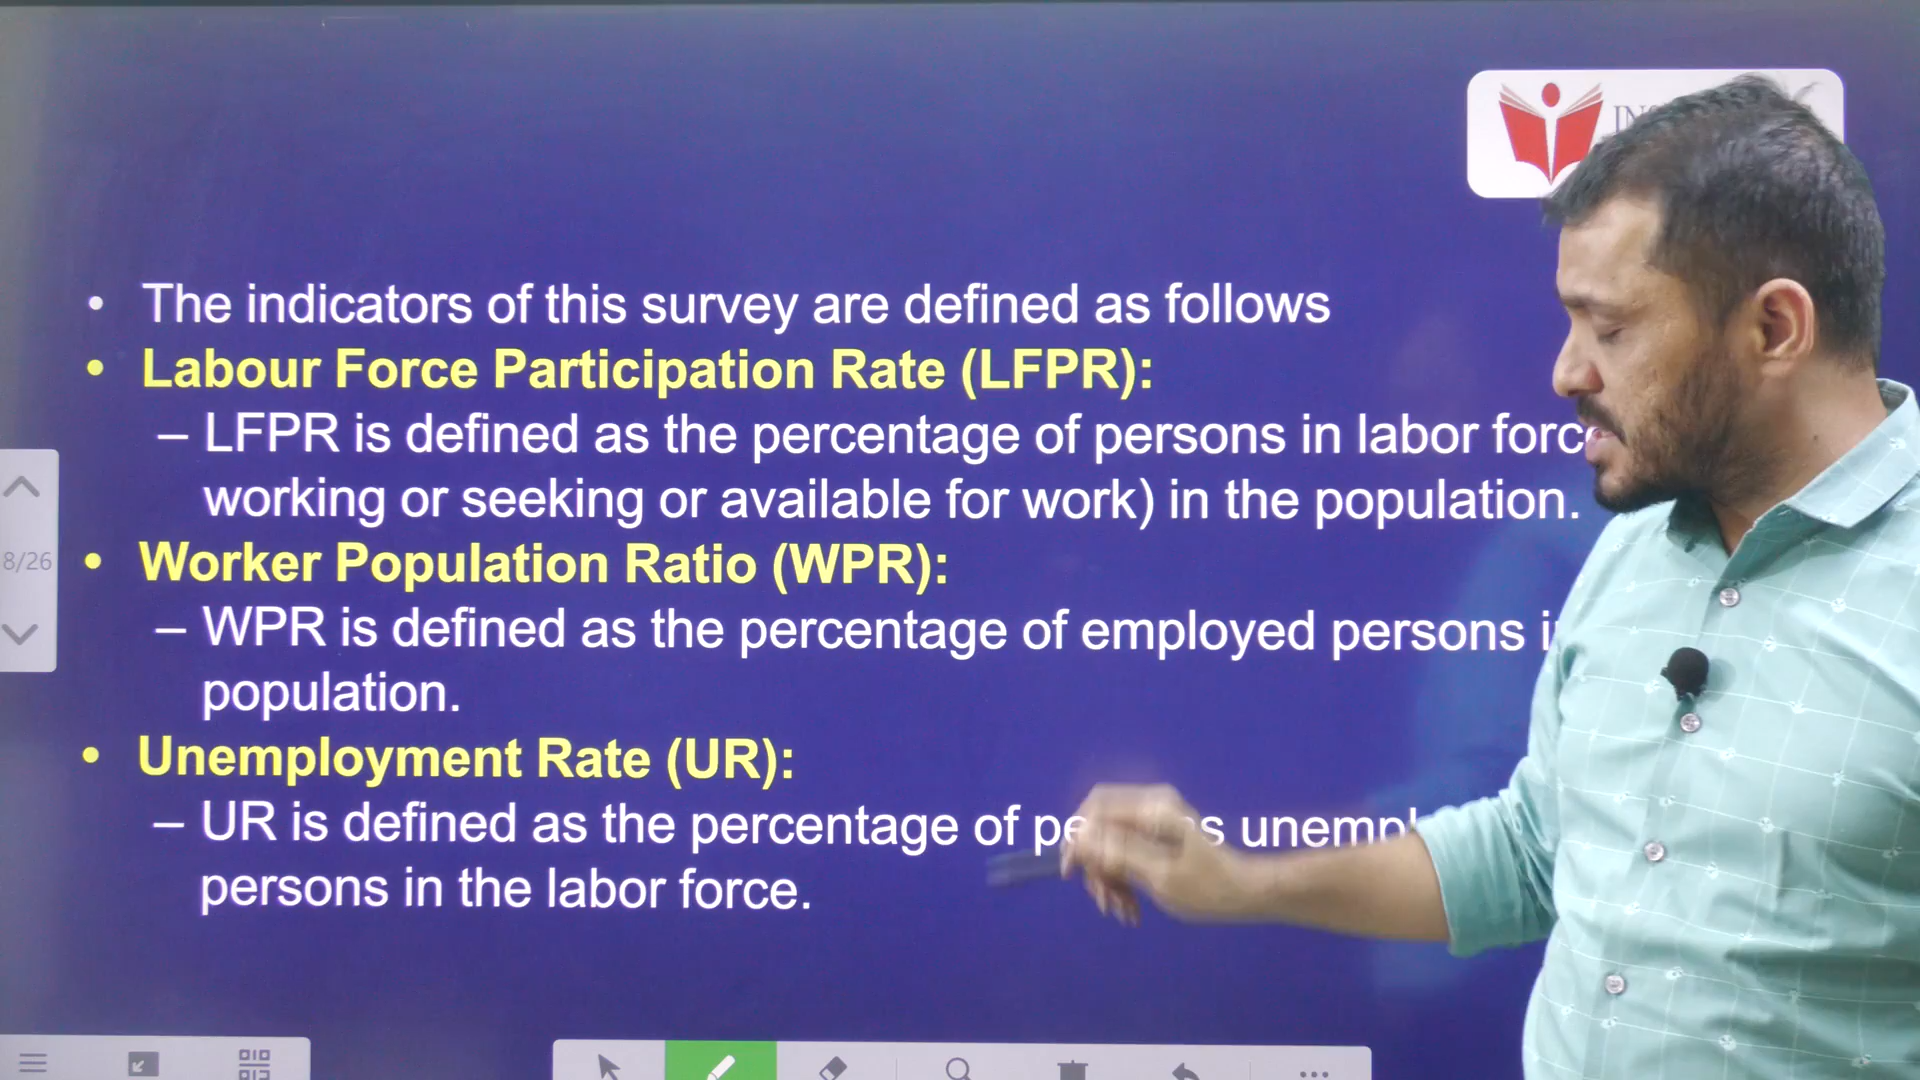 • The indicators of this survey are defined as follows
• Labour Force Participation Rate (LFPR):
– LFPR is defined as the percentage of persons in labor
working or seeking or available for work) in the population.
• Worker Population Ratio (WPR):
– WPR is defined as the percentage of employed persons
population.
• Unemployment Rate (UR):
– UR is defined as the percentage of
persons in the labor force.
8/26